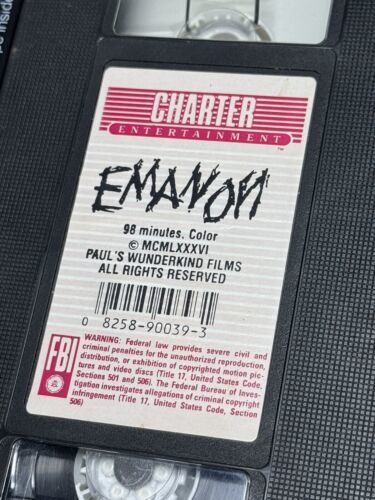 pe inside
CHARTER
ENTERTAINMENT
™
EMANON
98 minutes. Color
© MCMLXXXVI
PAUL'S WUNDERKIND FILMS
ALL RIGHTS RESERVED
0 8258-90039-3
FBI
WARNING: Federal law provides severe civil and
criminal penalties for the unauthorized reproduction,
distribution, or exhibition of copyrighted motion pic-
tures and video discs (Title 17, United States Code,
Sections 501 and 506). The Federal Bureau of Inves-
tigation investigates allegations of criminal copyright
infringement (Title 17, United States Code, Section
506)